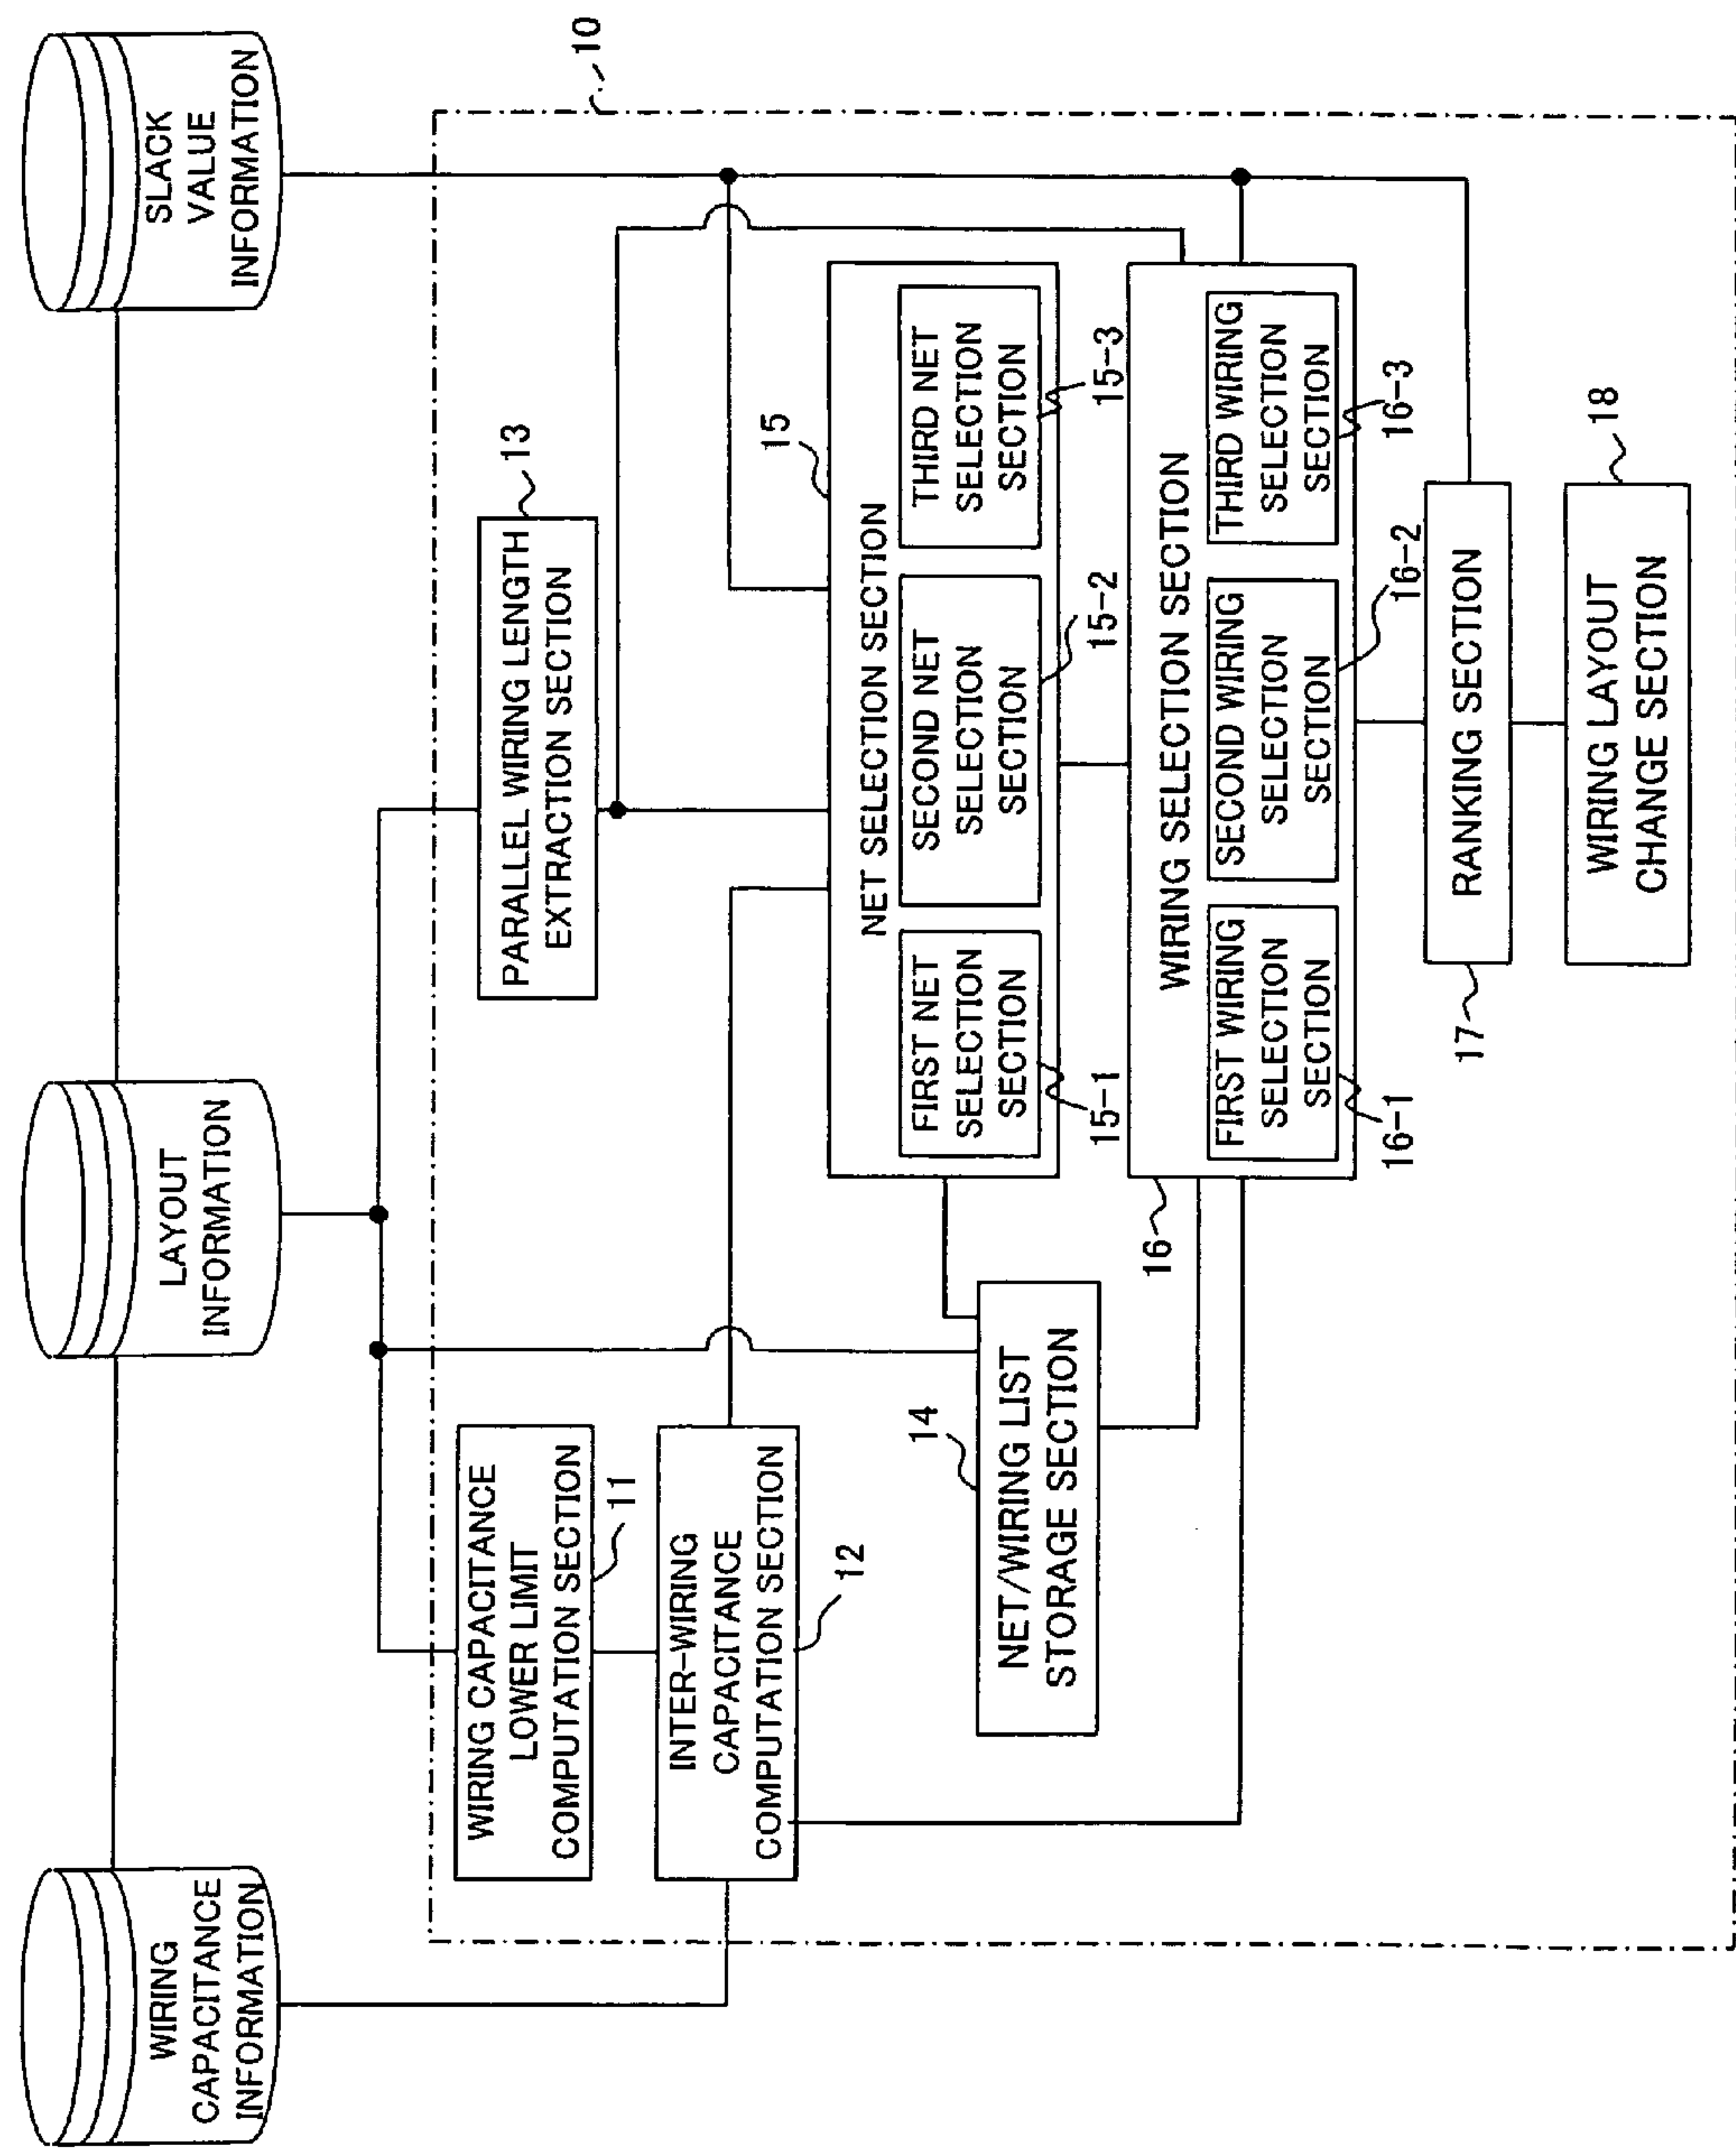 WIRING
CAPACITANCE
INFORMATION
LAYOUT
INFORMATION
SLACK
VALUE
INFORMATION
10
WIRING CAPACITANCE
LOWER LIMIT
COMPUTATION SECTION
11
PARALLEL WIRING LENGTH
EXTRACTION SECTION
13
INTER-WIRING
CAPACITANCE
COMPUTATION SECTION
12
NET SELECTION SECTION
15
FIRST NET
SELECTION
SECTION
15-1
SECOND NET
SELECTION
SECTION
15-2
THIRD NET
SELECTION
SECTION
15-3
14
NET/WIRING LIST
STORAGE SECTION
16
WIRING SELECTION SECTION
FIRST WIRING
SELECTION
SECTION
16-1
SECOND WIRING
SELECTION
SECTION
16-2
THIRD WIRING
SELECTION
SECTION
16-3
17
RANKING SECTION
WIRING LAYOUT
CHANGE SECTION
18